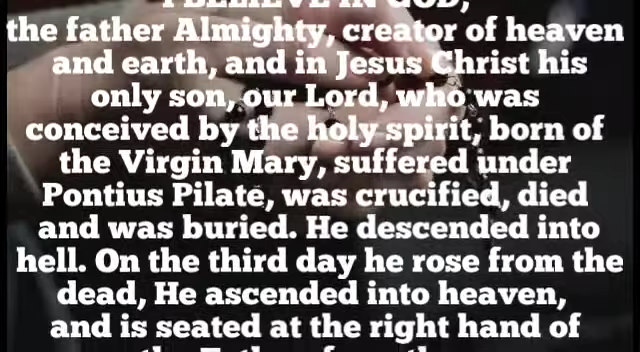 I BELIEVE IN GOD,
the father Almighty, creator of heaven
and earth, and in Jesus Christ his
only son, our Lord, who was
conceived by the holy spirit, born of
the Virgin Mary, suffered under
Pontius Pilate, was crucified, died
and was buried. He descended into
hell. On the third day he rose from the
dead, He ascended into heaven,
and is seated at the right hand of